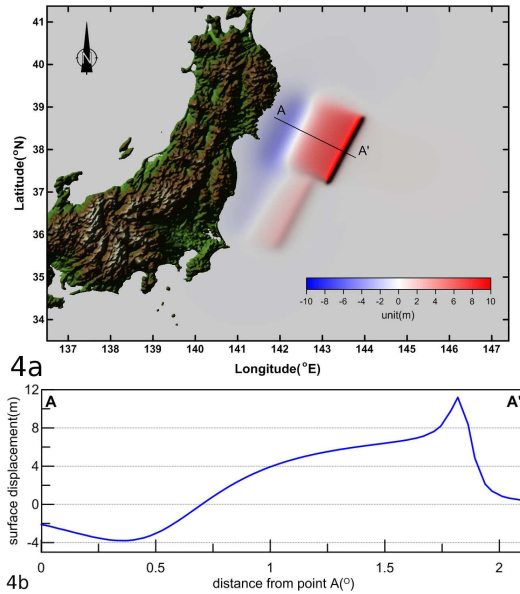 41
40
39
38
37
36
35
34
Latitude(°N)
N
A
A'
-10 -8 -6 -4 -2 0 2 4 6 8 10
unit(m)
137 138 139 140 141 142 143 144 145 146 147
Longitude(°E)
4a
12
8
4
0
-4
surface displacement(m)
A
A'
0 0.5 1 1.5 2
distance from point A(°)
4b